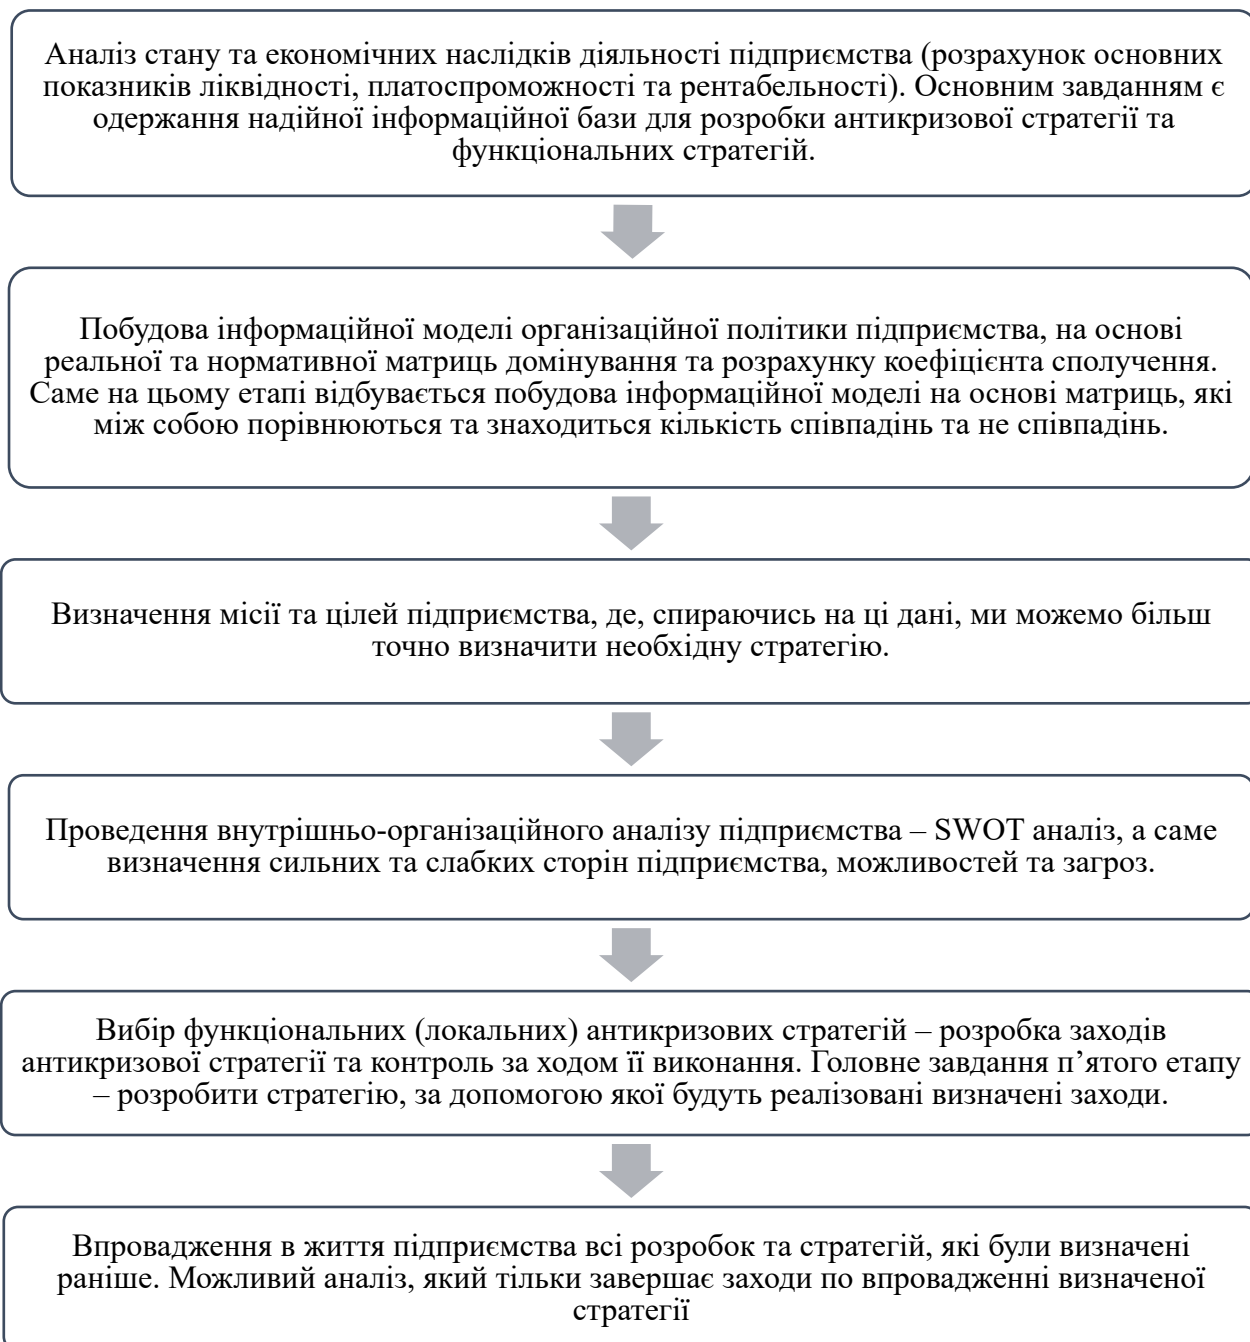 Аналіз стану та економічних наслідків діяльності підприємства (розрахунок основних
показників ліквідності, платоспроможності та рентабельності). Основним завданням є
одержання надійної інформаційної бази для розробки антикризової стратегії та
функціональних стратегій.
Побудова інформаційної моделі організаційної політики підприємства, на основі
реальної та нормативної матриць домінування та розрахунку коефіцієнта сполучення.
Саме на цьому етапі відбувається побудова інформаційної моделі на основі матриць, які
між собою порівнюються та знаходиться кількість співпадінь та не співпадінь.
Визначення місії та цілей підприємства, де, спираючись на ці дані, ми можемо більш
точно визначити необхідну стратегію.
Проведення внутрішньо-організаційного аналізу підприємства – SWOT аналіз, а саме
визначення сильних та слабких сторін підприємства, можливостей та загроз.
Вибір функціональних (локальних) антикризових стратегій – розробка заходів
антикризової стратегії та контроль за ходом її виконання. Головне завдання п’ятого етапу
– розробити стратегію, за допомогою якої будуть реалізовані визначені заходи.
Впровадження в життя підприємства всі розробок та стратегій, які були визначені
раніше. Можливий аналіз, який тільки завершає заходи по впровадженні визначеної
стратегії